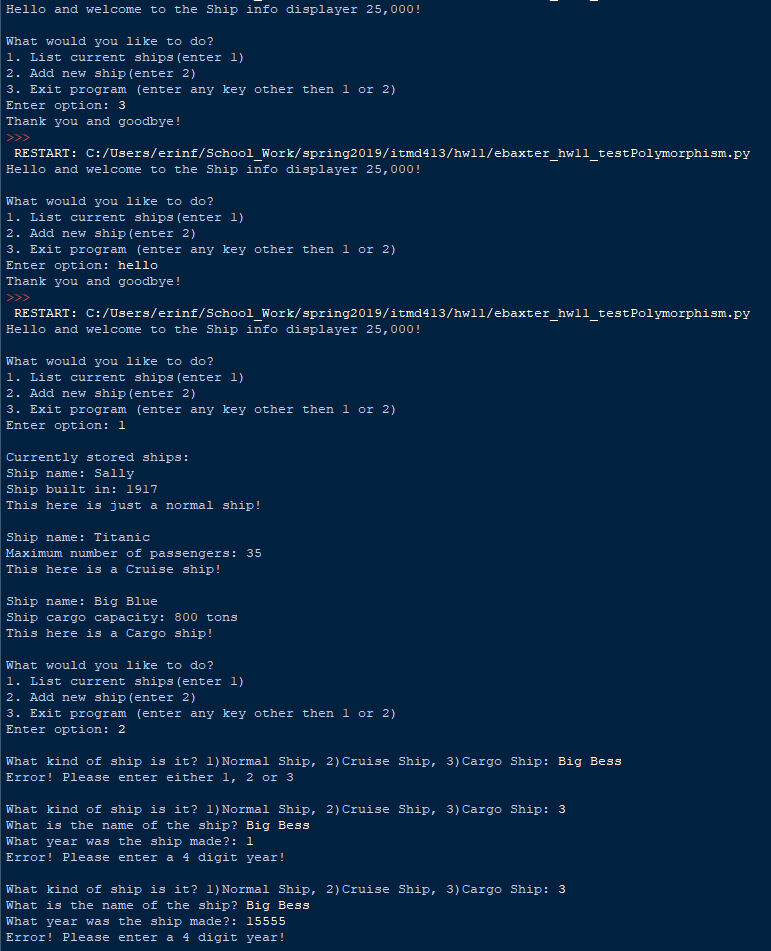 Hello and welcome to the Ship info displayer 25,000!
What would you like to do?
1. List current ships(enter 1)
2. Add new ship(enter 2)
3. Exit program (enter any key other then 1 or 2)
Enter option: 3
Thank you and goodbye!
>>>
RESTART: C:/Users/erinf/School_Work/spring2019/itmd413/hw11/ebaxter_hw11_testPolymorphism.py
Hello and welcome to the Ship info displayer 25,000!
What would you like to do?
1. List current ships(enter 1)
2. Add new ship(enter 2)
3. Exit program (enter any key other then 1 or 2)
Enter option: hello
Thank you and goodbye!
>>>
RESTART: C:/Users/erinf/School_Work/spring2019/itmd413/hw11/ebaxter_hw11_testPolymorphism.py
Hello and welcome to the Ship info displayer 25,000!
What would you like to do?
1. List current ships(enter 1)
2. Add new ship(enter 2)
3. Exit program (enter any key other then 1 or 2)
Enter option: 1
Currently stored ships:
Ship name: Sally
Ship built in: 1917
This here is just a normal ship!
Ship name: Titanic
Maximum number of passengers: 35
This here is a Cruise ship!
Ship name: Big Blue
Ship cargo capacity: 800 tons
This here is a Cargo ship!
What would you like to do?
1. List current ships(enter 1)
2. Add new ship(enter 2)
3. Exit program (enter any key other then 1 or 2)
Enter option: 2
What kind of ship is it? 1)Normal Ship, 2)Cruise Ship, 3)Cargo Ship: Big Bess
Error! Please enter either 1, 2 or 3
What kind of ship is it? 1)Normal Ship, 2)Cruise Ship, 3)Cargo Ship: 3
What is the name of the ship? Big Bess
What year was the ship made?: 1
Error! Please enter a 4 digit year!
What kind of ship is it? 1)Normal Ship, 2)Cruise Ship, 3)Cargo Ship: 3
What is the name of the ship? Big Bess
What year was the ship made?: 15555
Error! Please enter a 4 digit year!